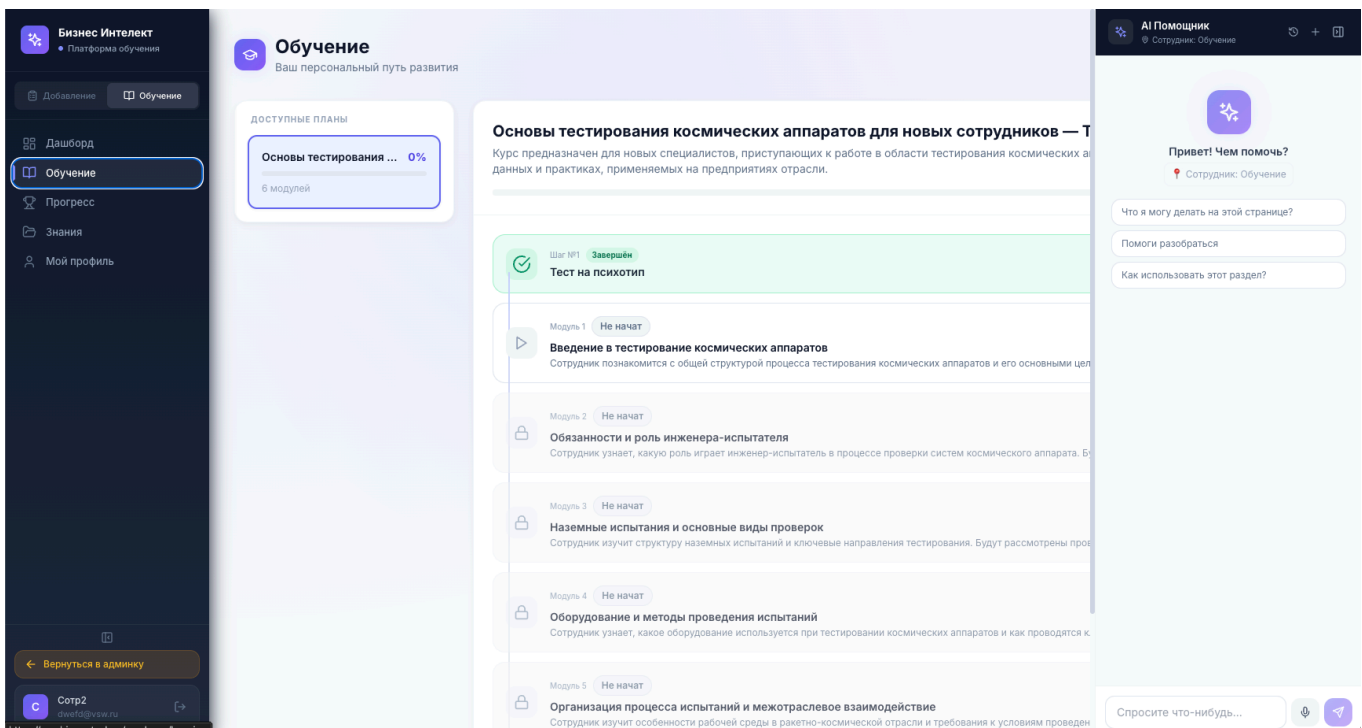 Бизнес Интелект
Платформа обучения
Добавление
Обучение
Дашборд
Обучение
Прогресс
Знания
Мой профиль
Вернуться в админку
С
Сотр2
dwefd@vsw.ru
Обучение
Ваш персональный путь развития
ДОСТУПНЫЕ ПЛАНЫ
Основы тестирования ... 0%
6 модулей
Основы тестирования космических аппаратов для новых сотрудников —
Курс предназначен для новых специалистов, приступающих к работе в области тестирования космических
данных и практиках, применяемых на предприятиях отрасли.
Шаг №1 Завершён
Тест на психотип
Модуль 1 Не начат
Введение в тестирование космических аппаратов
Сотрудник познакомится с общей структурой процесса тестирования космических аппаратов и его основными
Модуль 2 Не начат
Обязанности и роль инженера-испытателя
Сотрудник узнает, какую роль играет инженер-испытатель в процессе проверки систем космического аппарата.
Модуль 3 Не начат
Наземные испытания и основные виды проверок
Сотрудник изучит структуру наземных испытаний и ключевые направления тестирования. Будут рассмотрены
Модуль 4 Не начат
Оборудование и методы проведения испытаний
Сотрудник узнает, какое оборудование используется при тестировании космических аппаратов и как проводятся
Модуль 5 Не начат
Организация процесса испытаний и межотраслевое взаимодействие
Сотрудник изучит особенности рабочей среды в ракетно-космической отрасли и требования к условиям
AI Помощник
Сотрудник: Обучение
Привет! Чем помочь?
Сотрудник: Обучение
Что я могу делать на этой странице?
Помоги разобраться
Как использовать этот раздел?
Спросите что-нибудь...